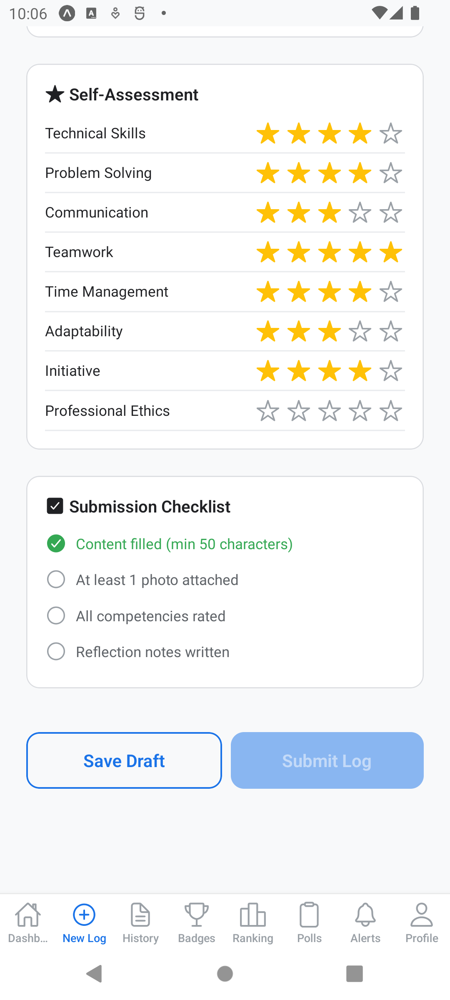 10:06
Self-Assessment
Technical Skills
Problem Solving
Communication
Teamwork
Time Management
Adaptability
Initiative
Professional Ethics
Submission Checklist
Content filled (min 50 characters)
At least 1 photo attached
All competencies rated
Reflection notes written
Save Draft
Submit Log
Dashb...
New Log
History
Badges
Ranking
Polls
Alerts
Profile